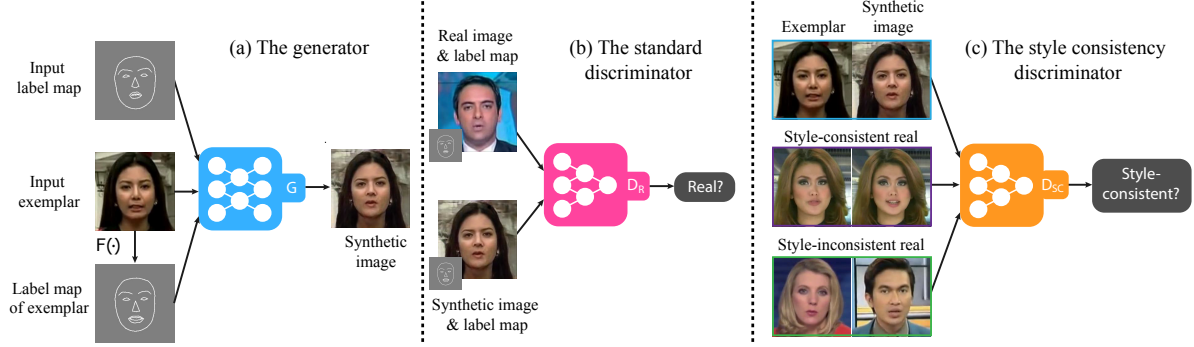 (a) The generator
Input
label map
Input
exemplar
F(·)
Label map
of exemplar
G
Synthetic
image
Real image
& label map
(b) The standard
discriminator
D_R
Real?
Synthetic image
& label map
Exemplar
Synthetic
image
(c) The style consistency
discriminator
Style-consistent real
D_SC
Style-
consistent?
Style-inconsistent real